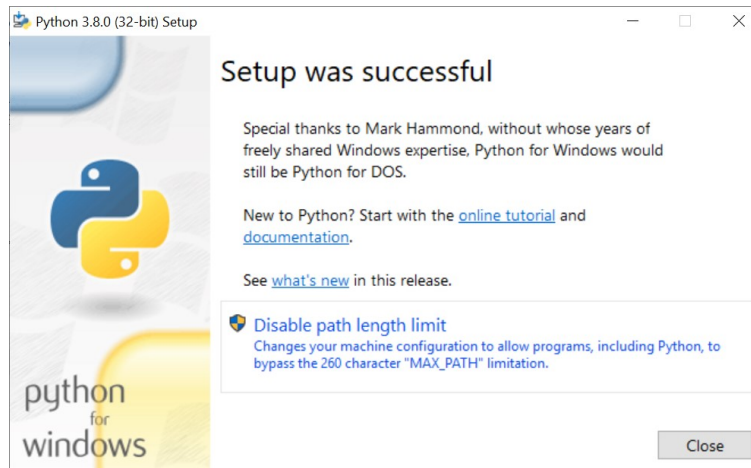 Python 3.8.0 (32-bit) Setup
Setup was successful
Special thanks to Mark Hammond, without whose years of
freely shared Windows expertise, Python for Windows would
still be Python for DOS.
New to Python? Start with the online tutorial and
documentation.
See what's new in this release.
Disable path length limit
Changes your machine configuration to allow programs, including Python, to
bypass the 260 character "MAX_PATH" limitation.
python
for
windows
Close